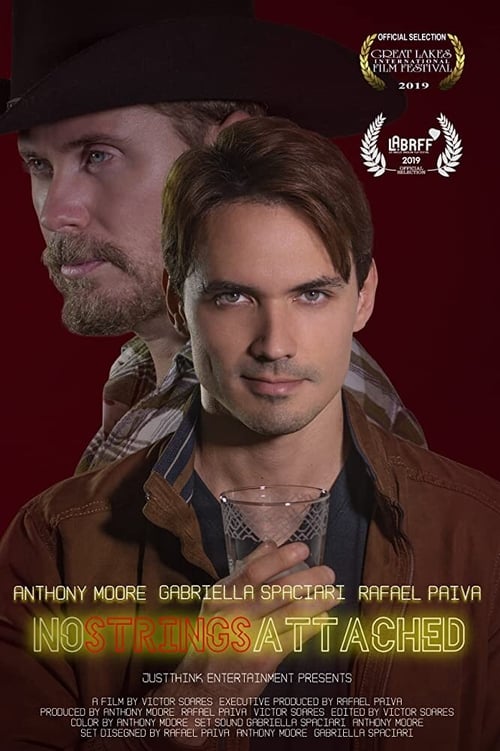 OFFICIAL SELECTION
GREAT LAKES
INTERNATIONAL
FILM FESTIVAL
2019
LABRFF
2019
OFFICIAL
SELECTION
ANTHONY MOORE GABRIELLA SPACIARI RAFAEL PAIVA
NOSTRINGSATTACHED
JUSTTHINK ENTERTAINMENT PRESENTS
A FILM BY VICTOR SOARES EXECUTIVE PRODUCED BY RAFAEL PAIVA
PRODUCED BY ANTHONY MOORE RAFAEL PAIVA VICTOR SOARES EDITED BY VICTOR SOARES
COLOR BY ANTHONY MOORE SET SOUND GABRIELLA SPACIARI ANTHONY MOORE
SET DISEGNED BY RAFAEL PAIVA ANTHONY MOORE GABRIELLA SPACIARI